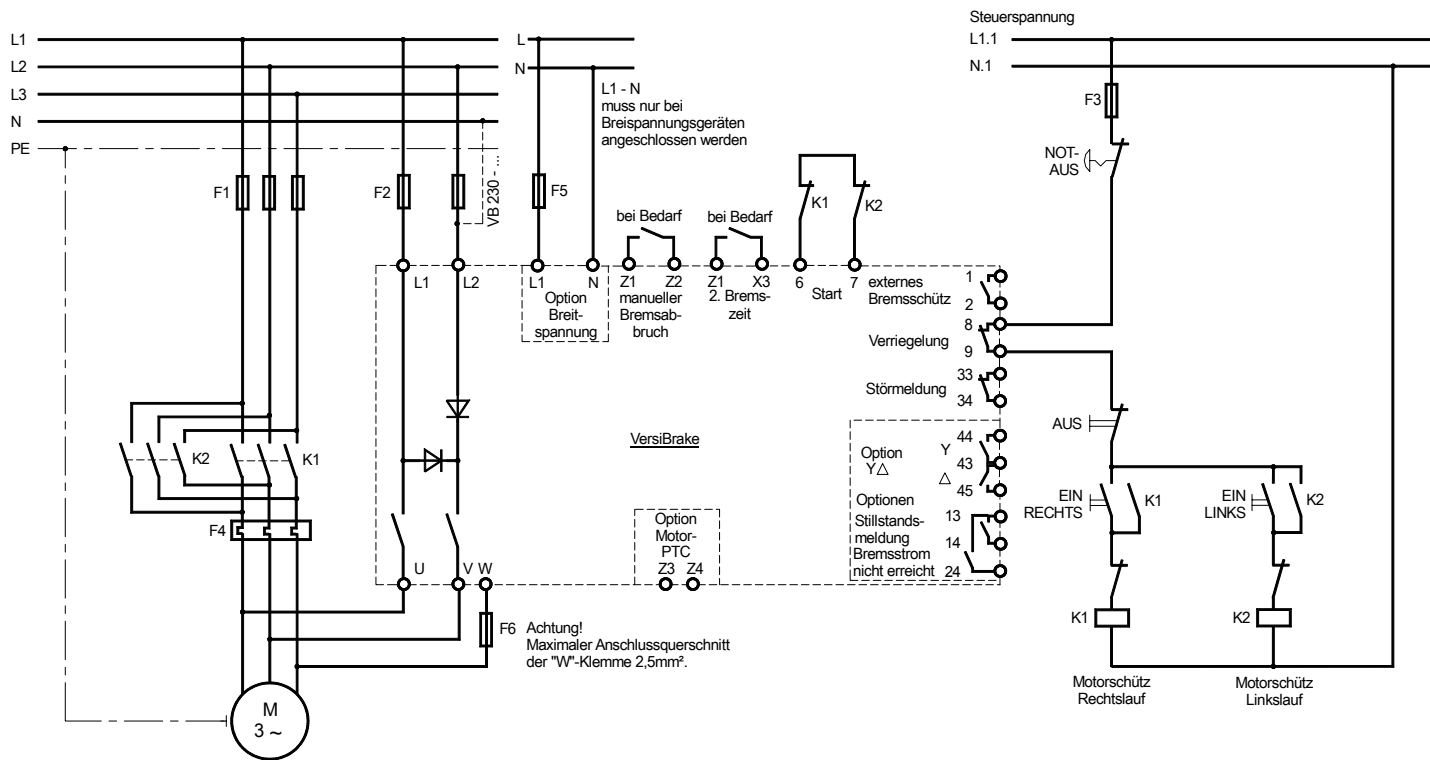 Steuerspannung
L1
L2
L3
N
PE
L
N
L1.1
N.1
L1 - N
muss nur bei
Breispannungsgeräten
angeschlossen werden
F1
F2
VB 230 - ...
F5
F3
NOT-
AUS
K1
K2
bei Bedarf
bei Bedarf
L1
L2
L1
N
Z1
Z2
Z1
X3
6
7
Option
Breit-
spannung
manueller
Bremsab-
bruch
2. Brems-
zeit
Start
externes
Bremsschütz
1
2
8
Verriegelung
9
33
Störmeldung
34
VersiBrake
Option
Y△
Y
△
44
43
45
Optionen
Stillstands-
meldung
Bremsstrom
nicht erreicht
13
14
24
Option
Motor-
PTC
Z3
Z4
K2
K1
F4
U
V
W
F6
Achtung!
Maximaler Anschlussquerschnitt
der "W"-Klemme 2,5mm².
M
3 ~
AUS
EIN
RECHTS
K1
EIN
LINKS
K2
K1
K2
Motorschütz
Rechtslauf
Motorschütz
Linkslauf